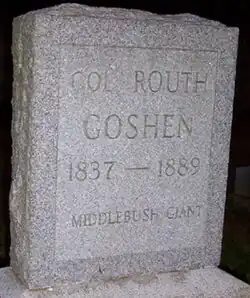 COL ROUTH
GOSHEN
1837 — 1889
MIDDLEBUSH GIANT